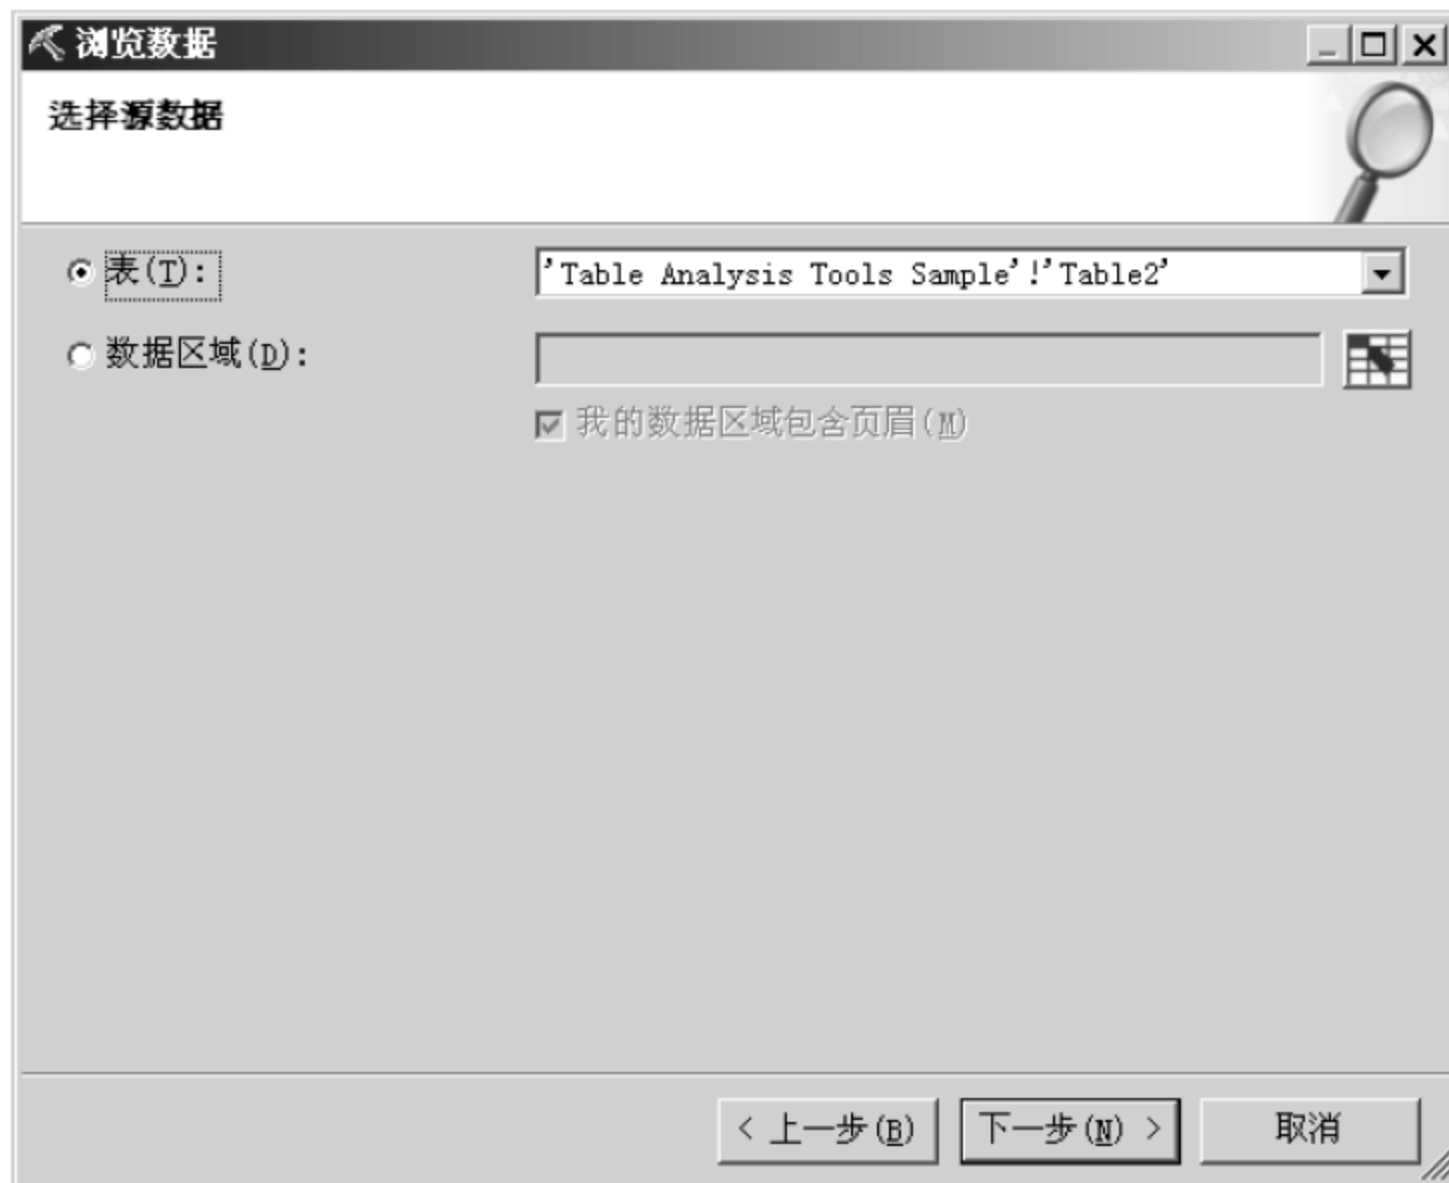 浏览数据
选择源数据
表(T):
'Table Analysis Tools Sample'!'Table2'
数据区域(D):
我的数据区域包含页眉(M)
< 上一步(B)
下一步(N) >
取消